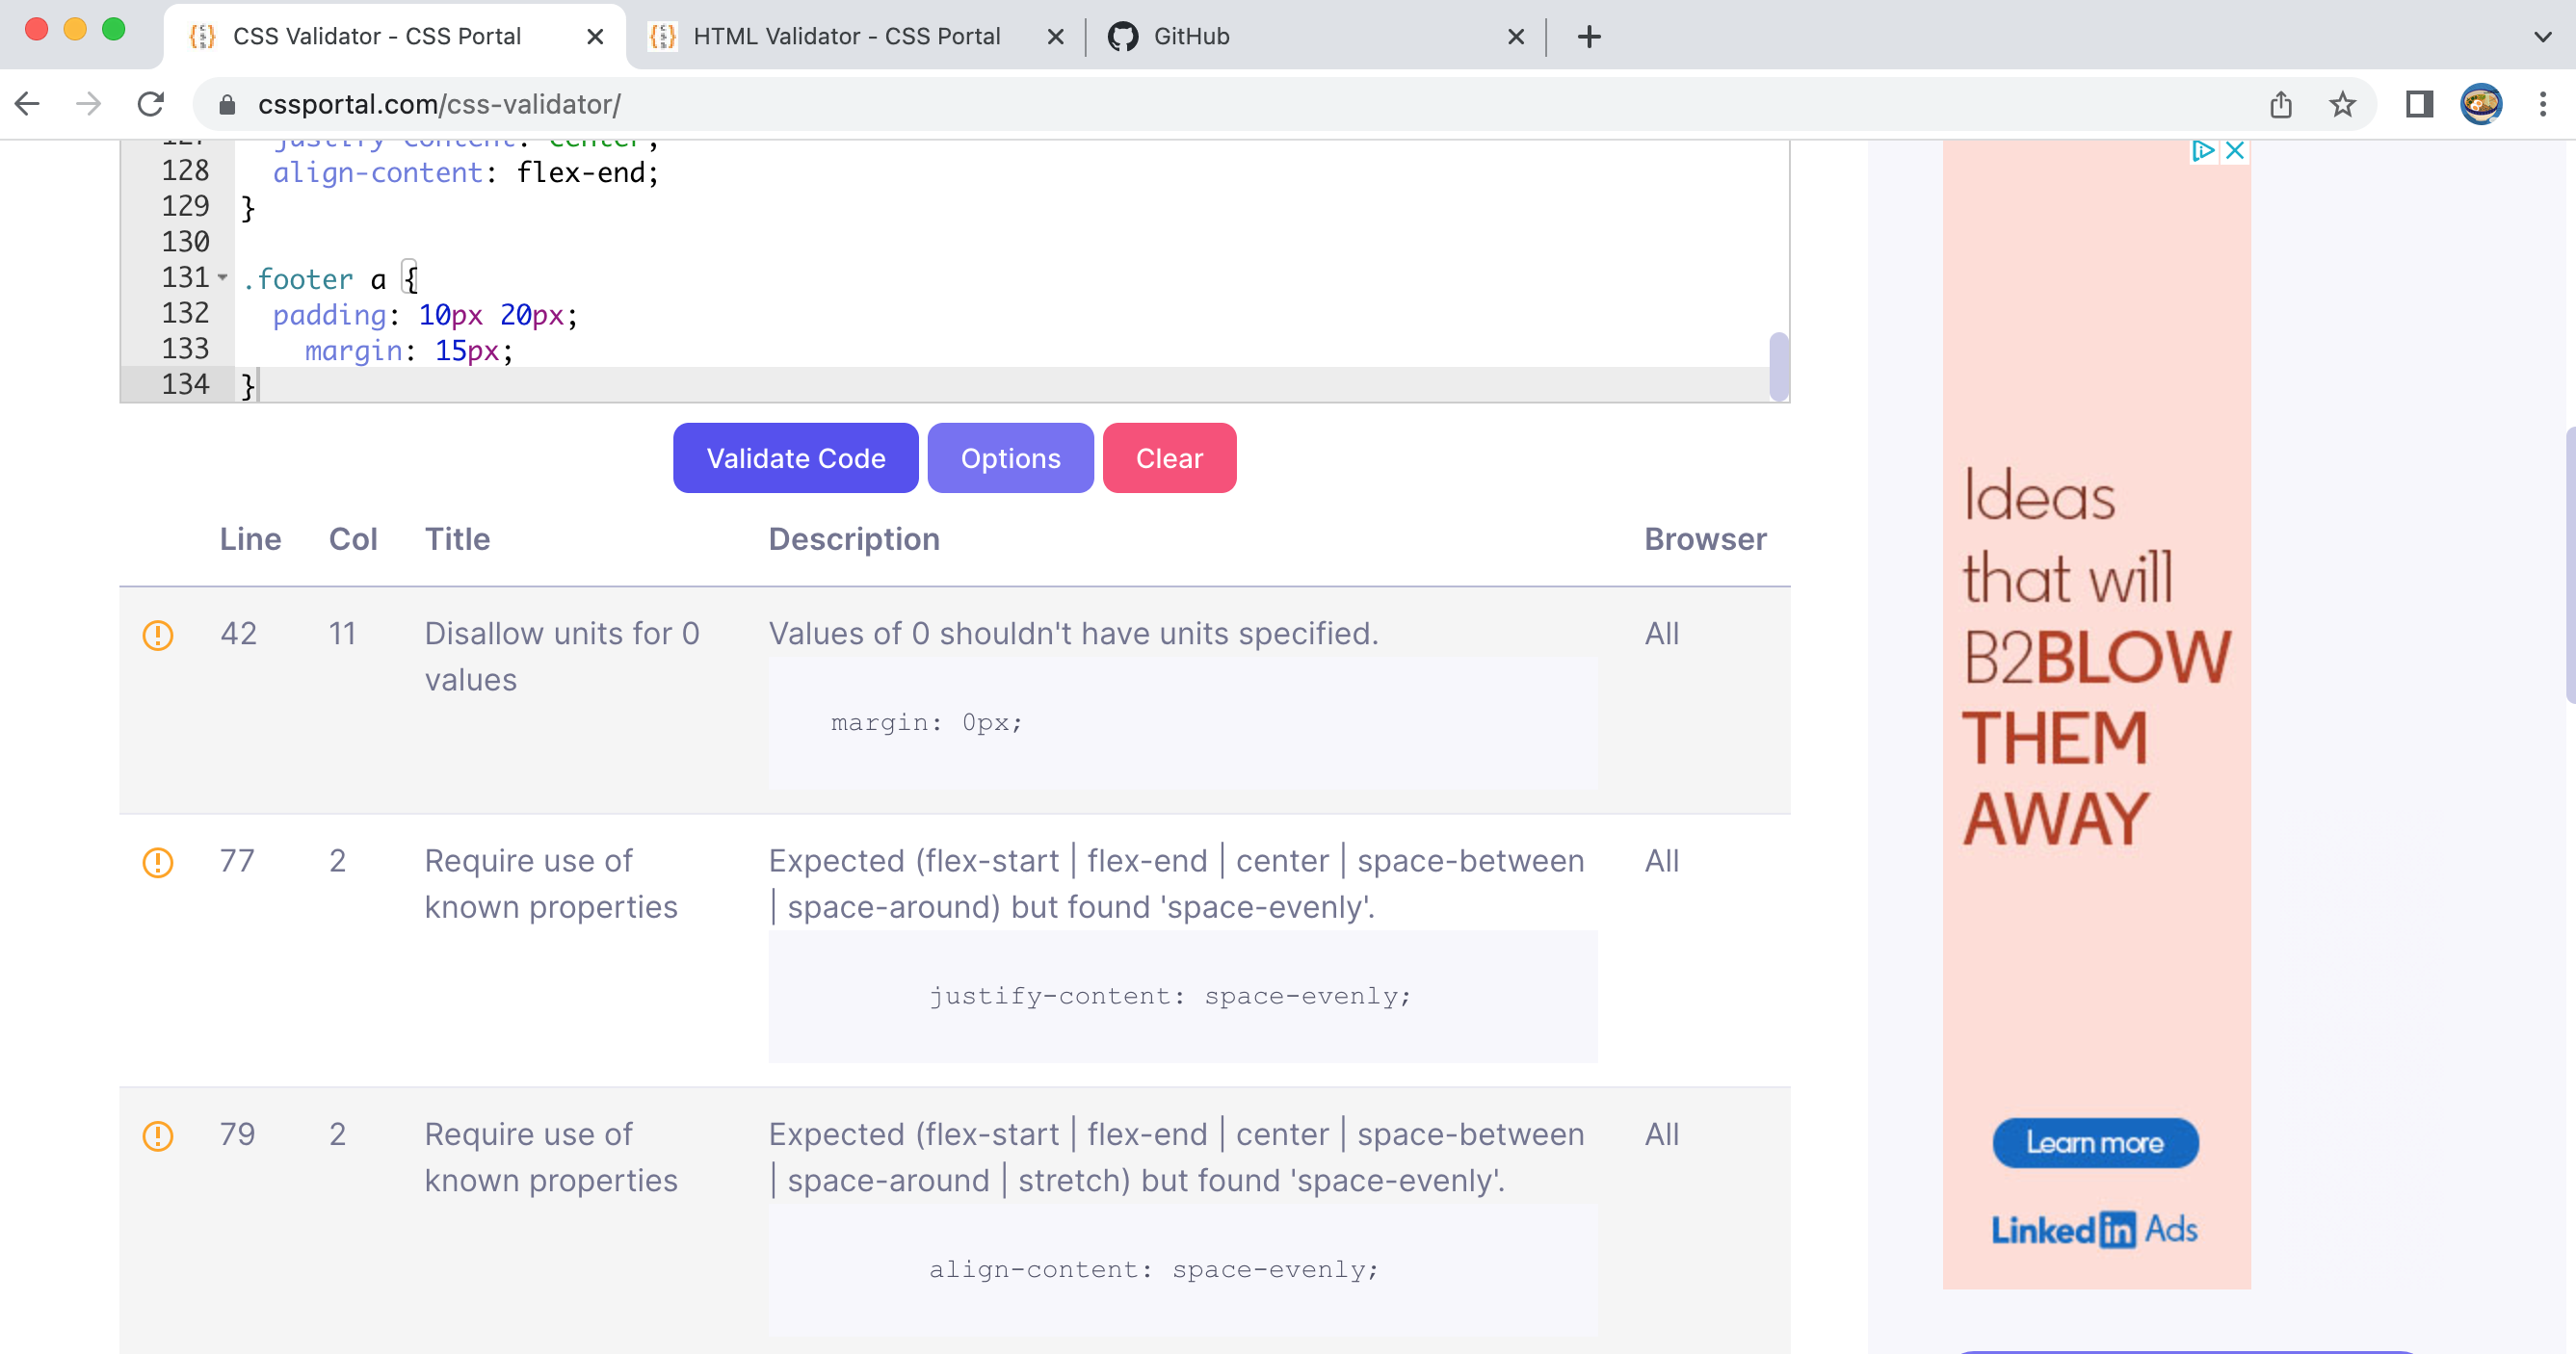 CSS Validator - CSS Portal
HTML Validator - CSS Portal
GitHub
cssportal.com/css-validator/
127 justify-content: center;
128 align-content: flex-end;
129 }
130
131 .footer a {
132 padding: 10px 20px;
133 margin: 15px;
134 }
Validate Code
Options
Clear
Line Col Title Description Browser
42 11 Disallow units for 0 Values of 0 shouldn't have units specified. All
values
margin: 0px;
77 2 Require use of Expected (flex-start | flex-end | center | space-between All
known properties | space-around) but found 'space-evenly'.
justify-content: space-evenly;
79 2 Require use of Expected (flex-start | flex-end | center | space-between All
known properties | space-around | stretch) but found 'space-evenly'.
align-content: space-evenly;
Ideas
that will
B2BLOW
THEM
AWAY
Learn more
Linked in Ads